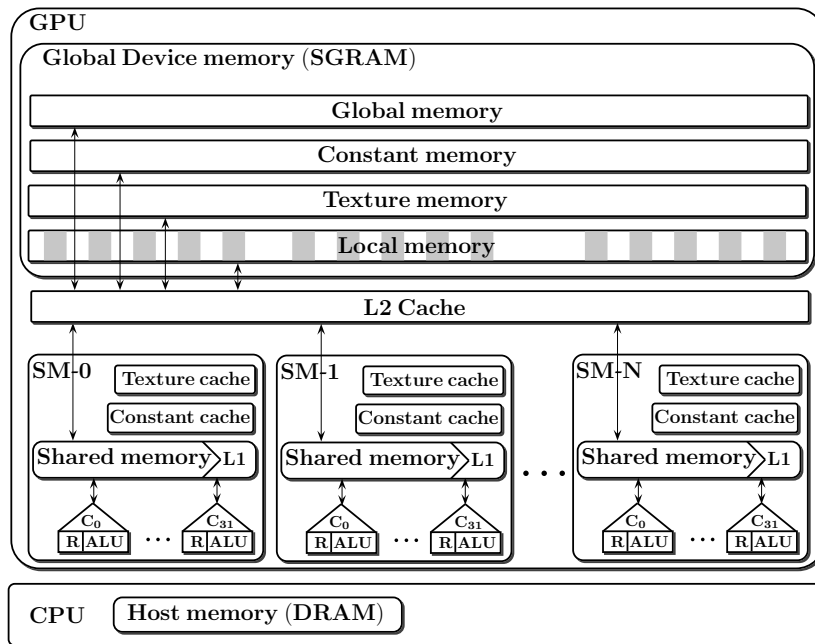 GPU
Global Device memory (SGRAM)
Global memory
Constant memory
Texture memory
Local memory
L2 Cache
SM-0
Texture cache
Constant cache
Shared memory
L1
C0
C31
R
ALU
...
R
ALU
SM-1
Texture cache
Constant cache
Shared memory
L1
C0
C31
R
ALU
...
R
ALU
...
SM-N
Texture cache
Constant cache
Shared memory
L1
C0
C31
R
ALU
...
R
ALU
CPU
Host memory (DRAM)